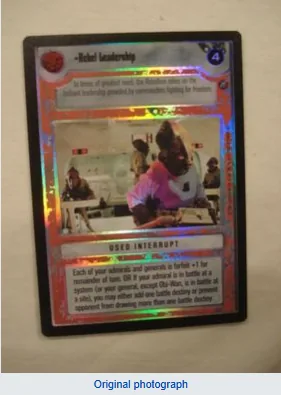 •Rebel Leadership
4
In times of greatest need, the Rebellion relies on the
brilliant leadership provided by commanders fighting for freedom.
USED INTERRUPT
Each of your admirals and generals is forfeit +1 for
remainder of turn. OR If your admiral is in battle at a
system (or your general, except Obi-Wan, is in battle at
a site), you may either add one battle destiny or prevent
opponent from drawing more than one battle destiny
Original photograph